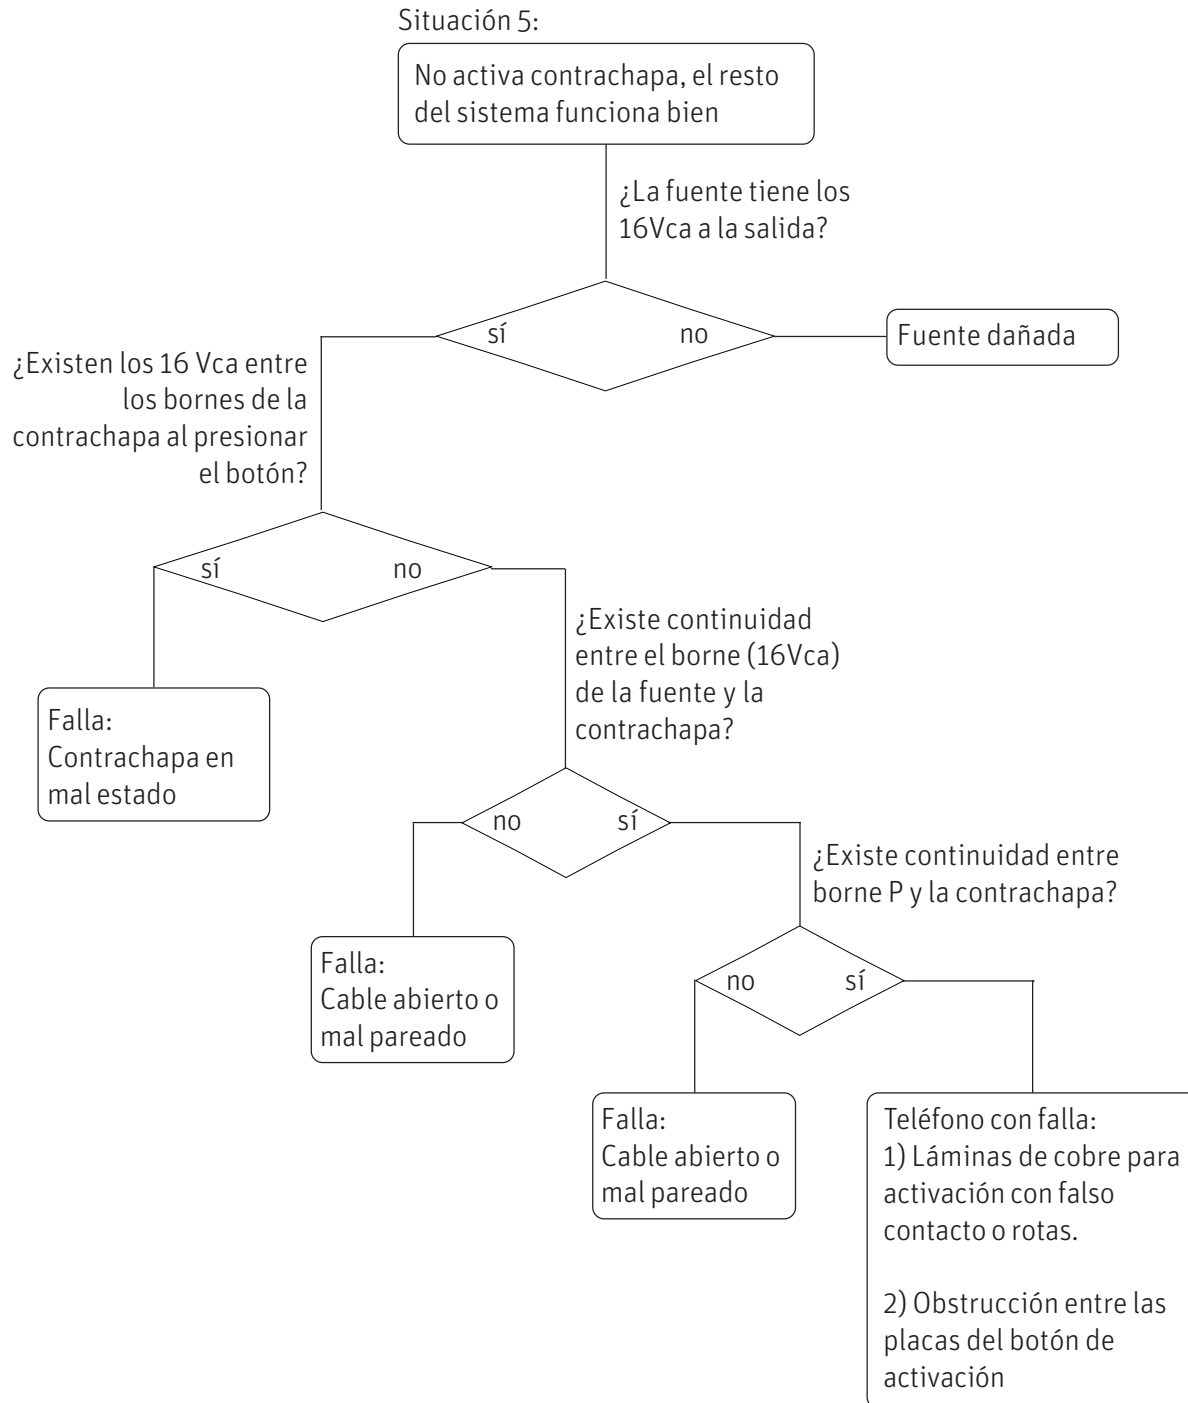 Situación 5:
No activa contrachapa, el resto
del sistema funciona bien
¿La fuente tiene los
16Vca a la salida?
sí
no
Fuente dañada
¿Existen los 16 Vca entre
los bornes de la
contrachapa al presionar
el botón?
sí
no
¿Existe continuidad
entre el borne (16Vca)
de la fuente y la
contrachapa?
Falla:
Contrachapa en
mal estado
no
sí
¿Existe continuidad entre
borne P y la contrachapa?
Falla:
Cable abierto o
mal pareado
no
sí
Falla:
Cable abierto o
mal pareado
Teléfono con falla:
1) Láminas de cobre para
activación con falso
contacto o rotas.
2) Obstrucción entre las
placas del botón de
activación